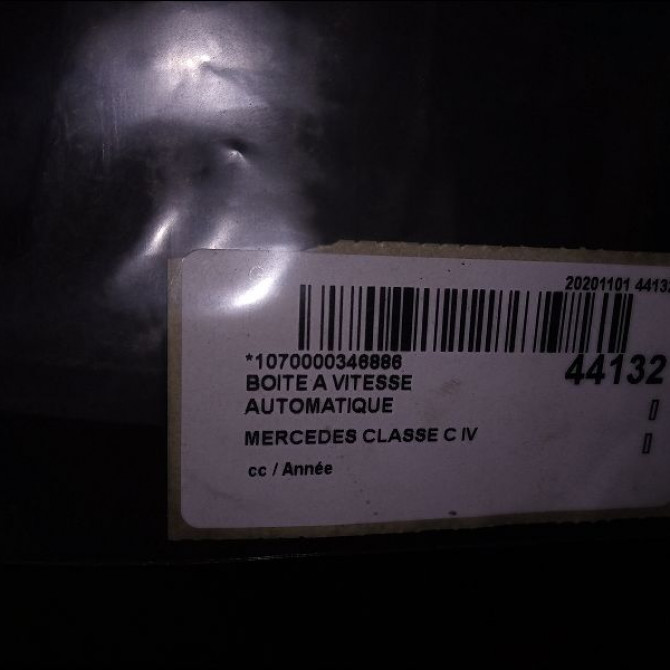 20201101 44132
*1070000346886
44132
BOITE A VITESSE
AUTOMATIQUE
MERCEDES CLASSE C IV
cc / Année